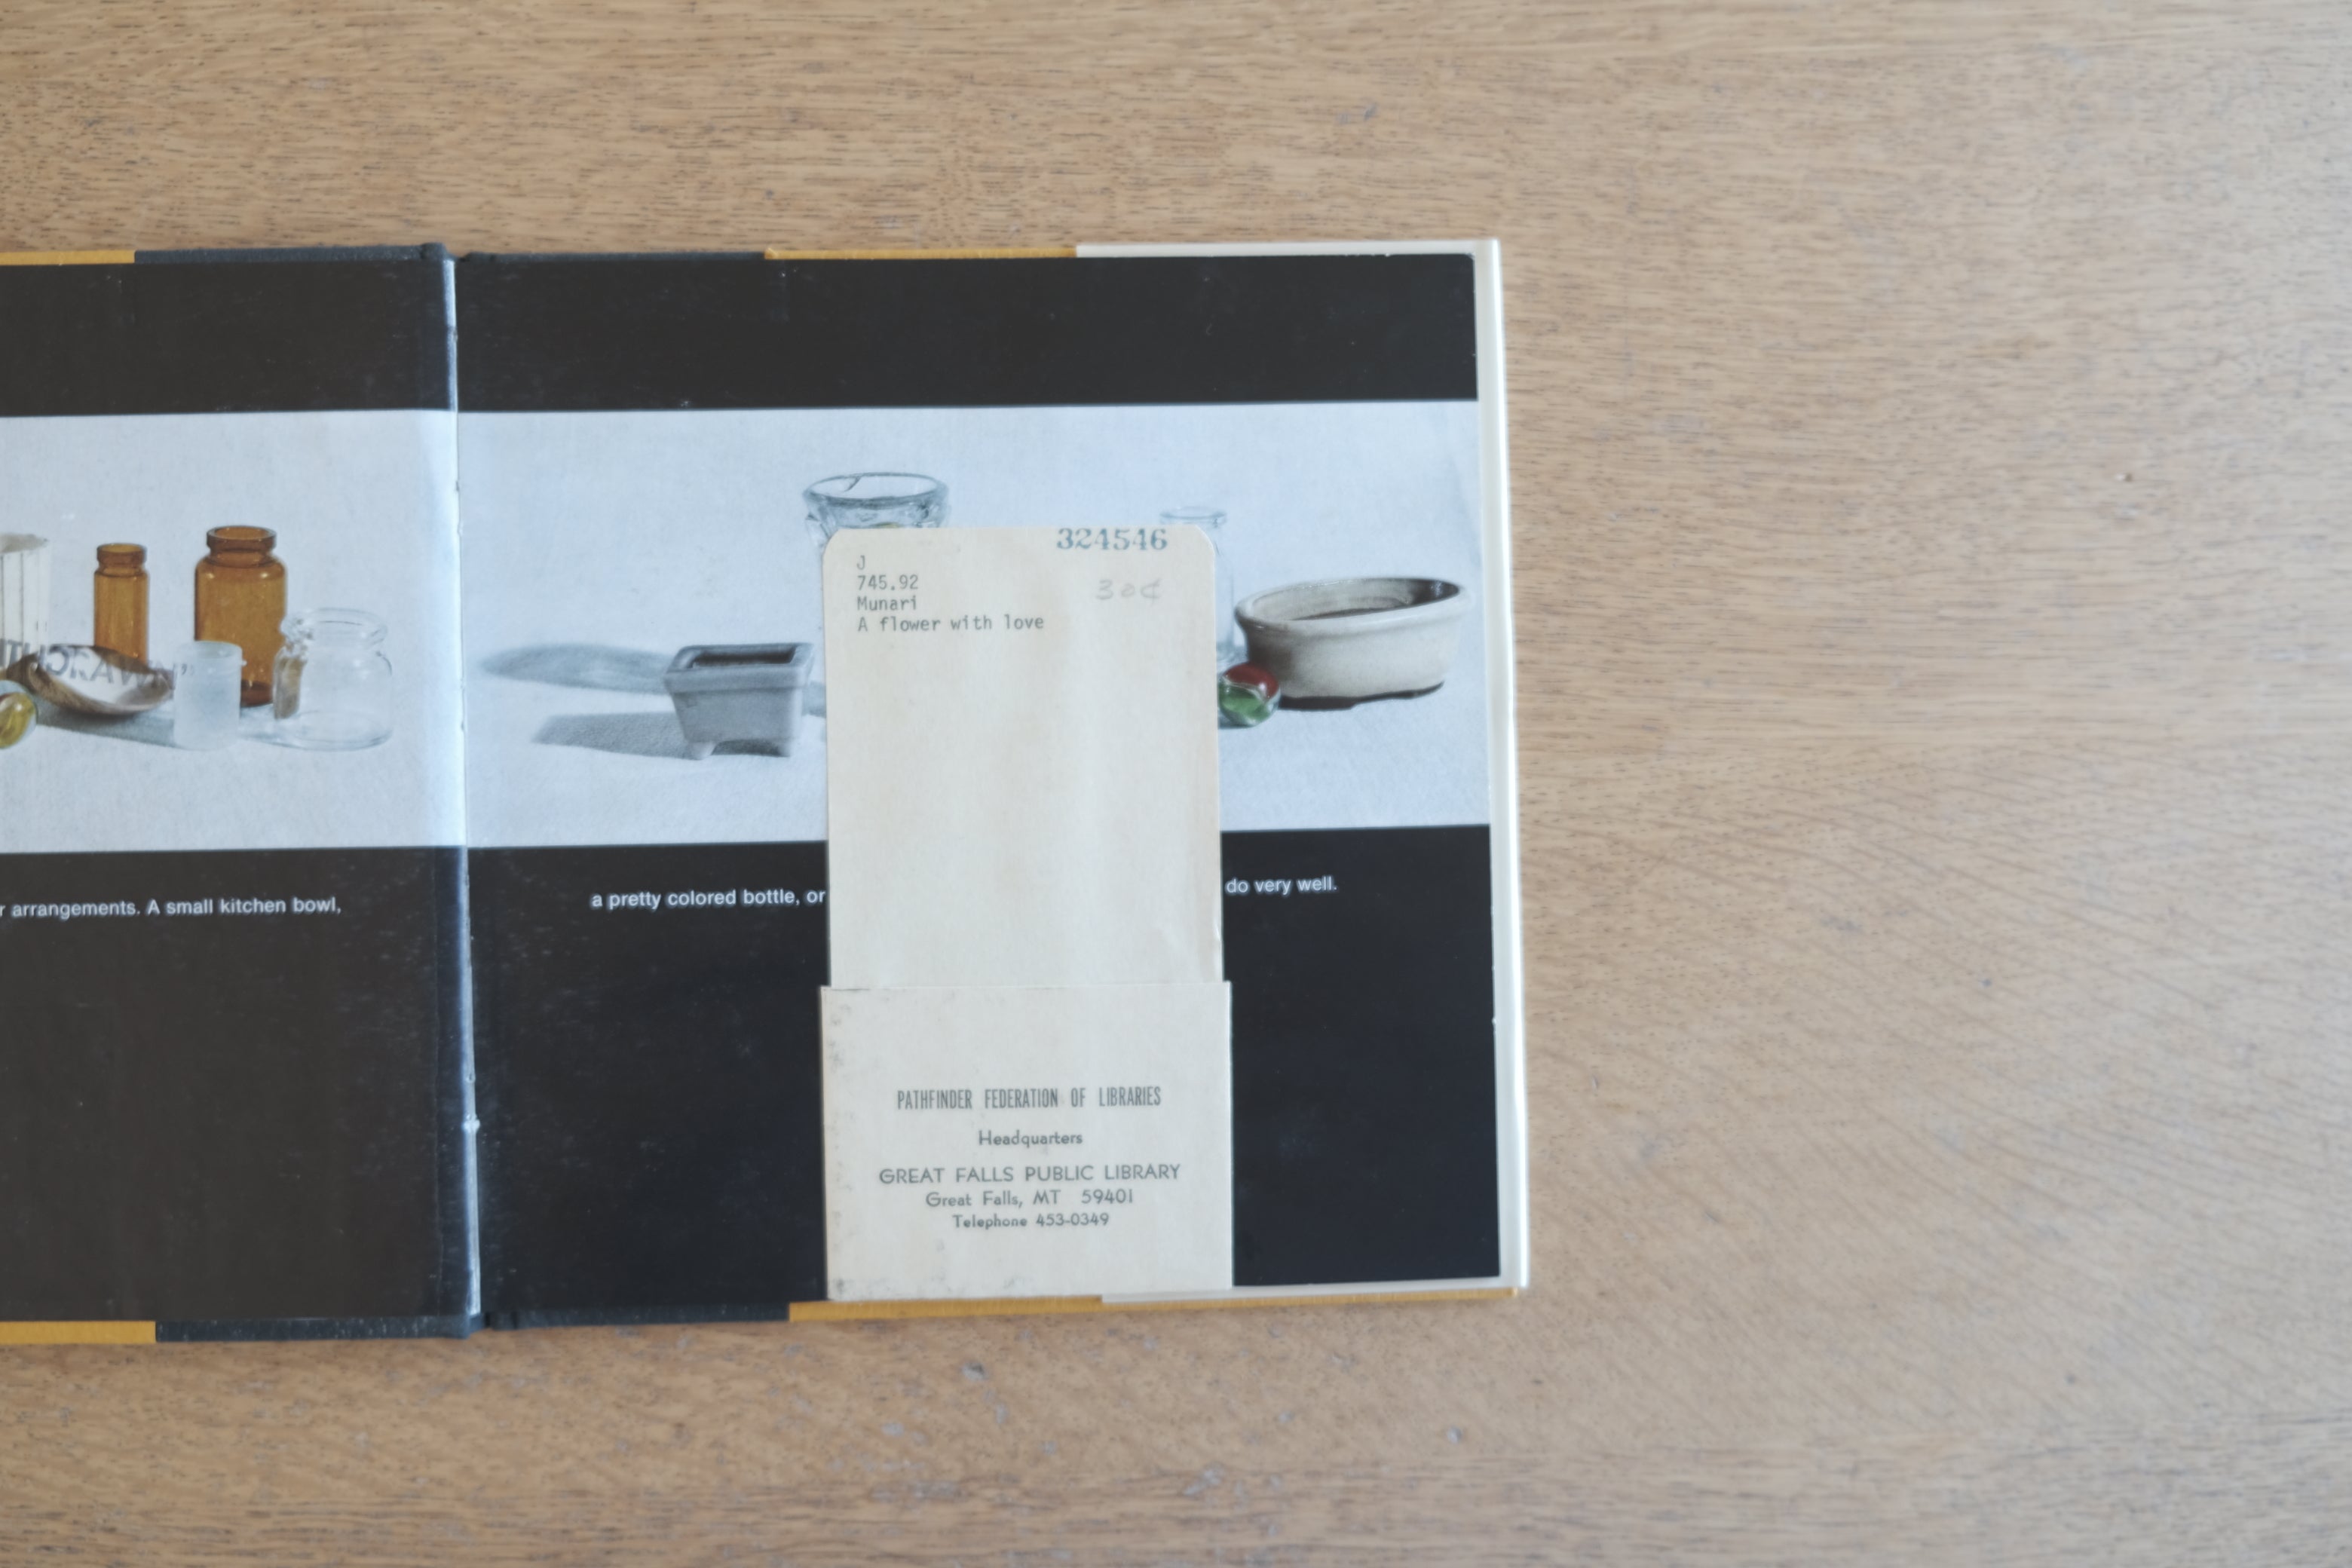 r arrangements. A small kitchen bowl,
a pretty colored bottle, or
do very well.
324546
J
745.92
30¢
Munari
A flower with love
PATHFINDER FEDERATION OF LIBRARIES
Headquarters
GREAT FALLS PUBLIC LIBRARY
Great Falls, MT 59401
Telephone 453-0349